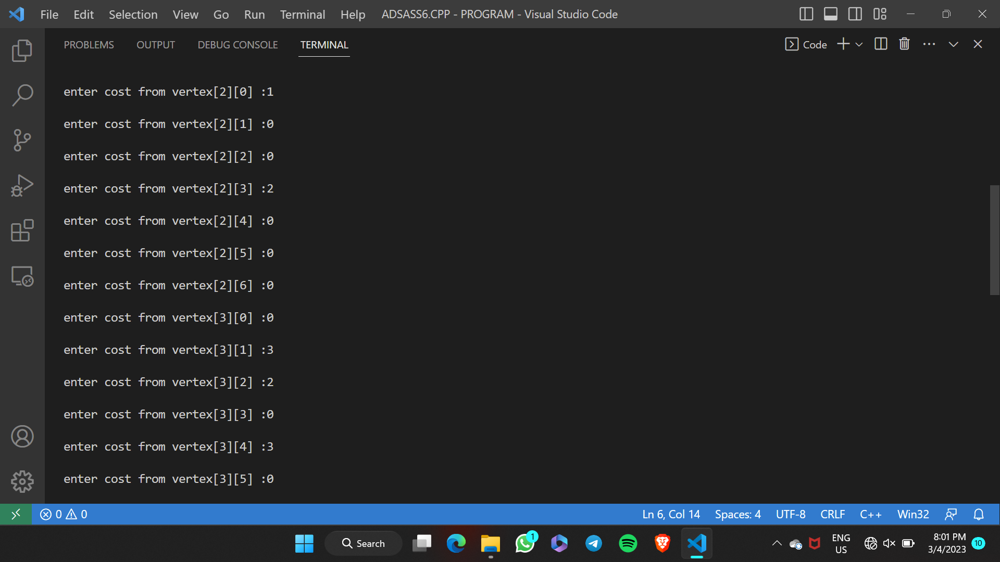 File Edit Selection View Go Run Terminal Help ADSASS6.CPP - PROGRAM - Visual Studio Code
PROBLEMS OUTPUT DEBUG CONSOLE TERMINAL Code
enter cost from vertex[2][0] :1
enter cost from vertex[2][1] :0
enter cost from vertex[2][2] :0
enter cost from vertex[2][3] :2
enter cost from vertex[2][4] :0
enter cost from vertex[2][5] :0
enter cost from vertex[2][6] :0
enter cost from vertex[3][0] :0
enter cost from vertex[3][1] :3
enter cost from vertex[3][2] :2
enter cost from vertex[3][3] :0
enter cost from vertex[3][4] :3
enter cost from vertex[3][5] :0
0 0 Ln 6, Col 14 Spaces: 4 UTF-8 CRLF C++ Win32
Search 1 ENG 8:01 PM 10
US 3/4/2023